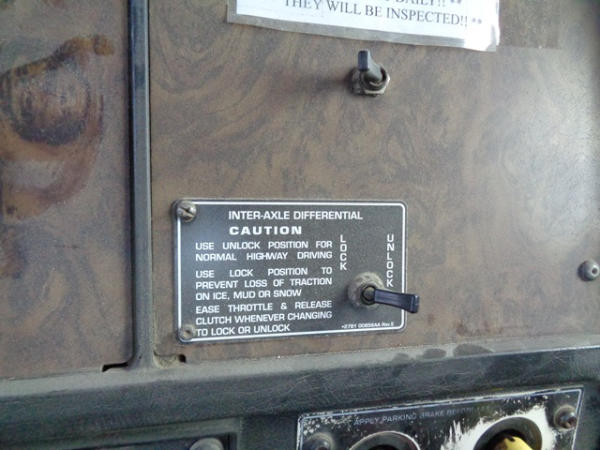 DAILY!! **
THEY WILL BE INSPECTED!! **
INTER-AXLE DIFFERENTIAL
CAUTION
USE UNLOCK POSITION FOR
NORMAL HIGHWAY DRIVING
USE LOCK POSITION TO
PREVENT LOSS OF TRACTION
ON ICE, MUD OR SNOW
EASE THROTTLE & RELEASE
CLUTCH WHENEVER CHANGING
TO LOCK OR UNLOCK
LOCK
UNLOCK
APPLY PARKING BRAKE